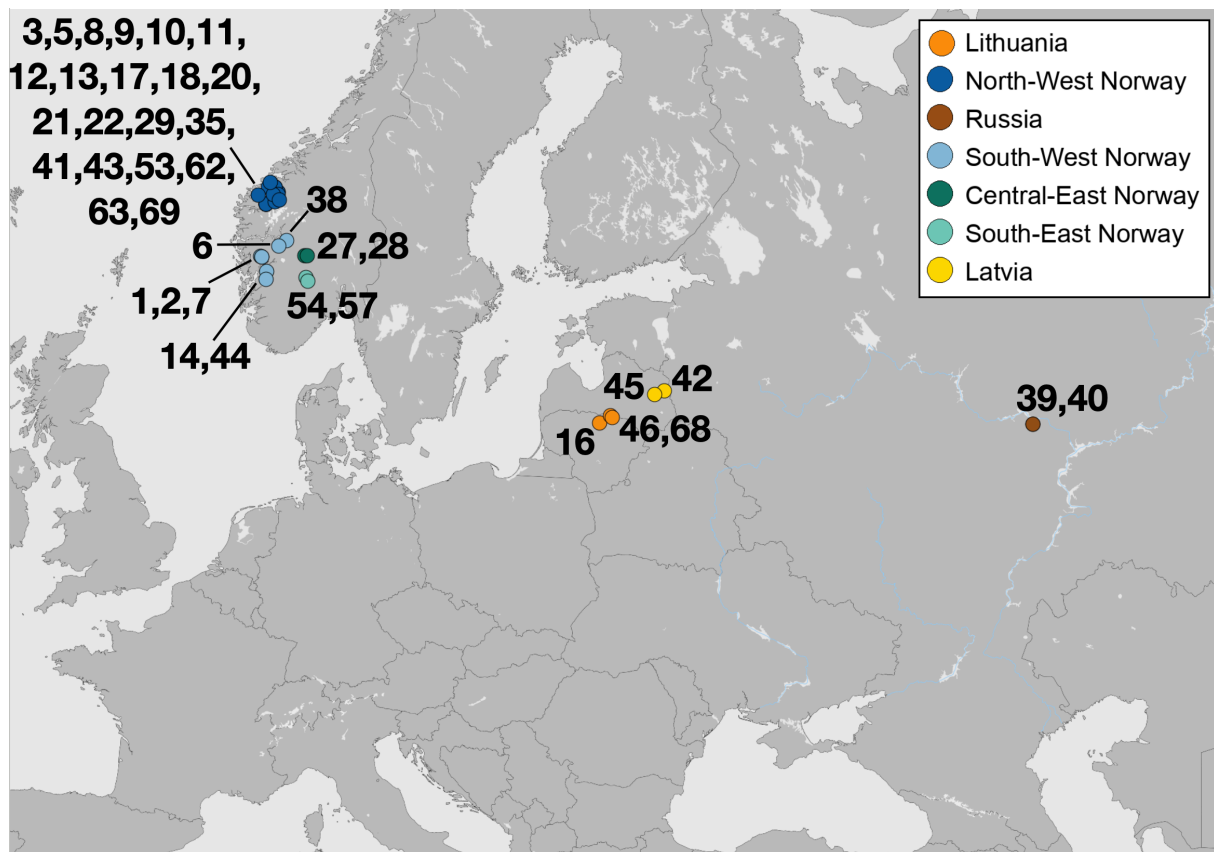 3,5,8,9,10,11,
12,13,17,18,20,
21,22,29,35,
41,43,53,62,
63,69
38
6
27,28
1,2,7
54,57
14,44
45
42
16
46,68
39,40
Lithuania
North-West Norway
Russia
South-West Norway
Central-East Norway
South-East Norway
Latvia